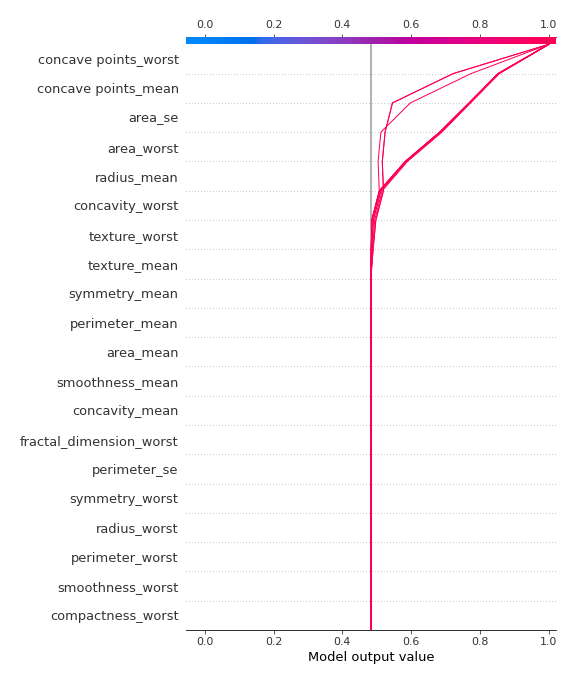 0.0 0.2 0.4 0.6 0.8 1.0
concave points_worst
concave points_mean
area_se
area_worst
radius_mean
concavity_worst
texture_worst
texture_mean
symmetry_mean
perimeter_mean
area_mean
smoothness_mean
concavity_mean
fractal_dimension_worst
perimeter_se
symmetry_worst
radius_worst
perimeter_worst
smoothness_worst
compactness_worst
0.0 0.2 0.4 0.6 0.8 1.0
Model output value